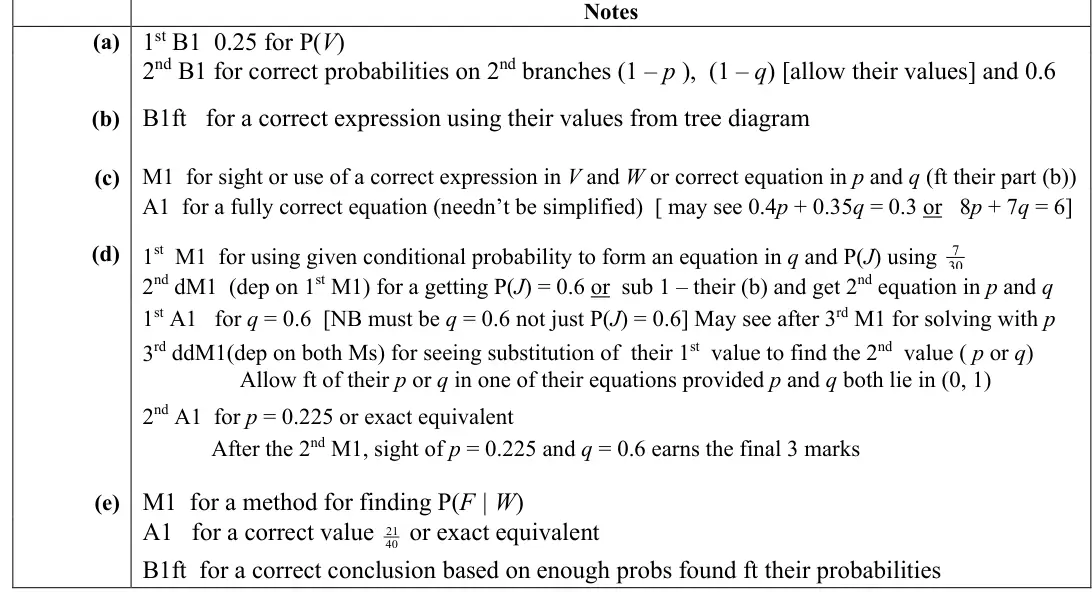 Notes
(a) 1st B1 0.25 for P(V)
2nd B1 for correct probabilities on 2nd branches (1 – p ), (1 – q) [allow their values] and 0.6
(b) B1ft for a correct expression using their values from tree diagram
(c) M1 for sight or use of a correct expression in V and W or correct equation in p and q (ft their part (b))
A1 for a fully correct equation (needn’t be simplified) [ may see 0.4p + 0.35q = 0.3 or 8p + 7q = 6]
(d) 1st M1 for using given conditional probability to form an equation in q and P(J) using 7/30
2nd dM1 (dep on 1st M1) for a getting P(J) = 0.6 or sub 1 – their (b) and get 2nd equation in p and q
1st A1 for q = 0.6 [NB must be q = 0.6 not just P(J) = 0.6] May see after 3rd M1 for solving with p
3rd ddM1(dep on both Ms) for seeing substitution of their 1st value to find the 2nd value ( p or q)
Allow ft of their p or q in one of their equations provided p and q both lie in (0, 1)
2nd A1 for p = 0.225 or exact equivalent
After the 2nd M1, sight of p = 0.225 and q = 0.6 earns the final 3 marks
(e) M1 for a method for finding P(F | W)
A1 for a correct value 21/40 or exact equivalent
B1ft for a correct conclusion based on enough probs found ft their probabilities